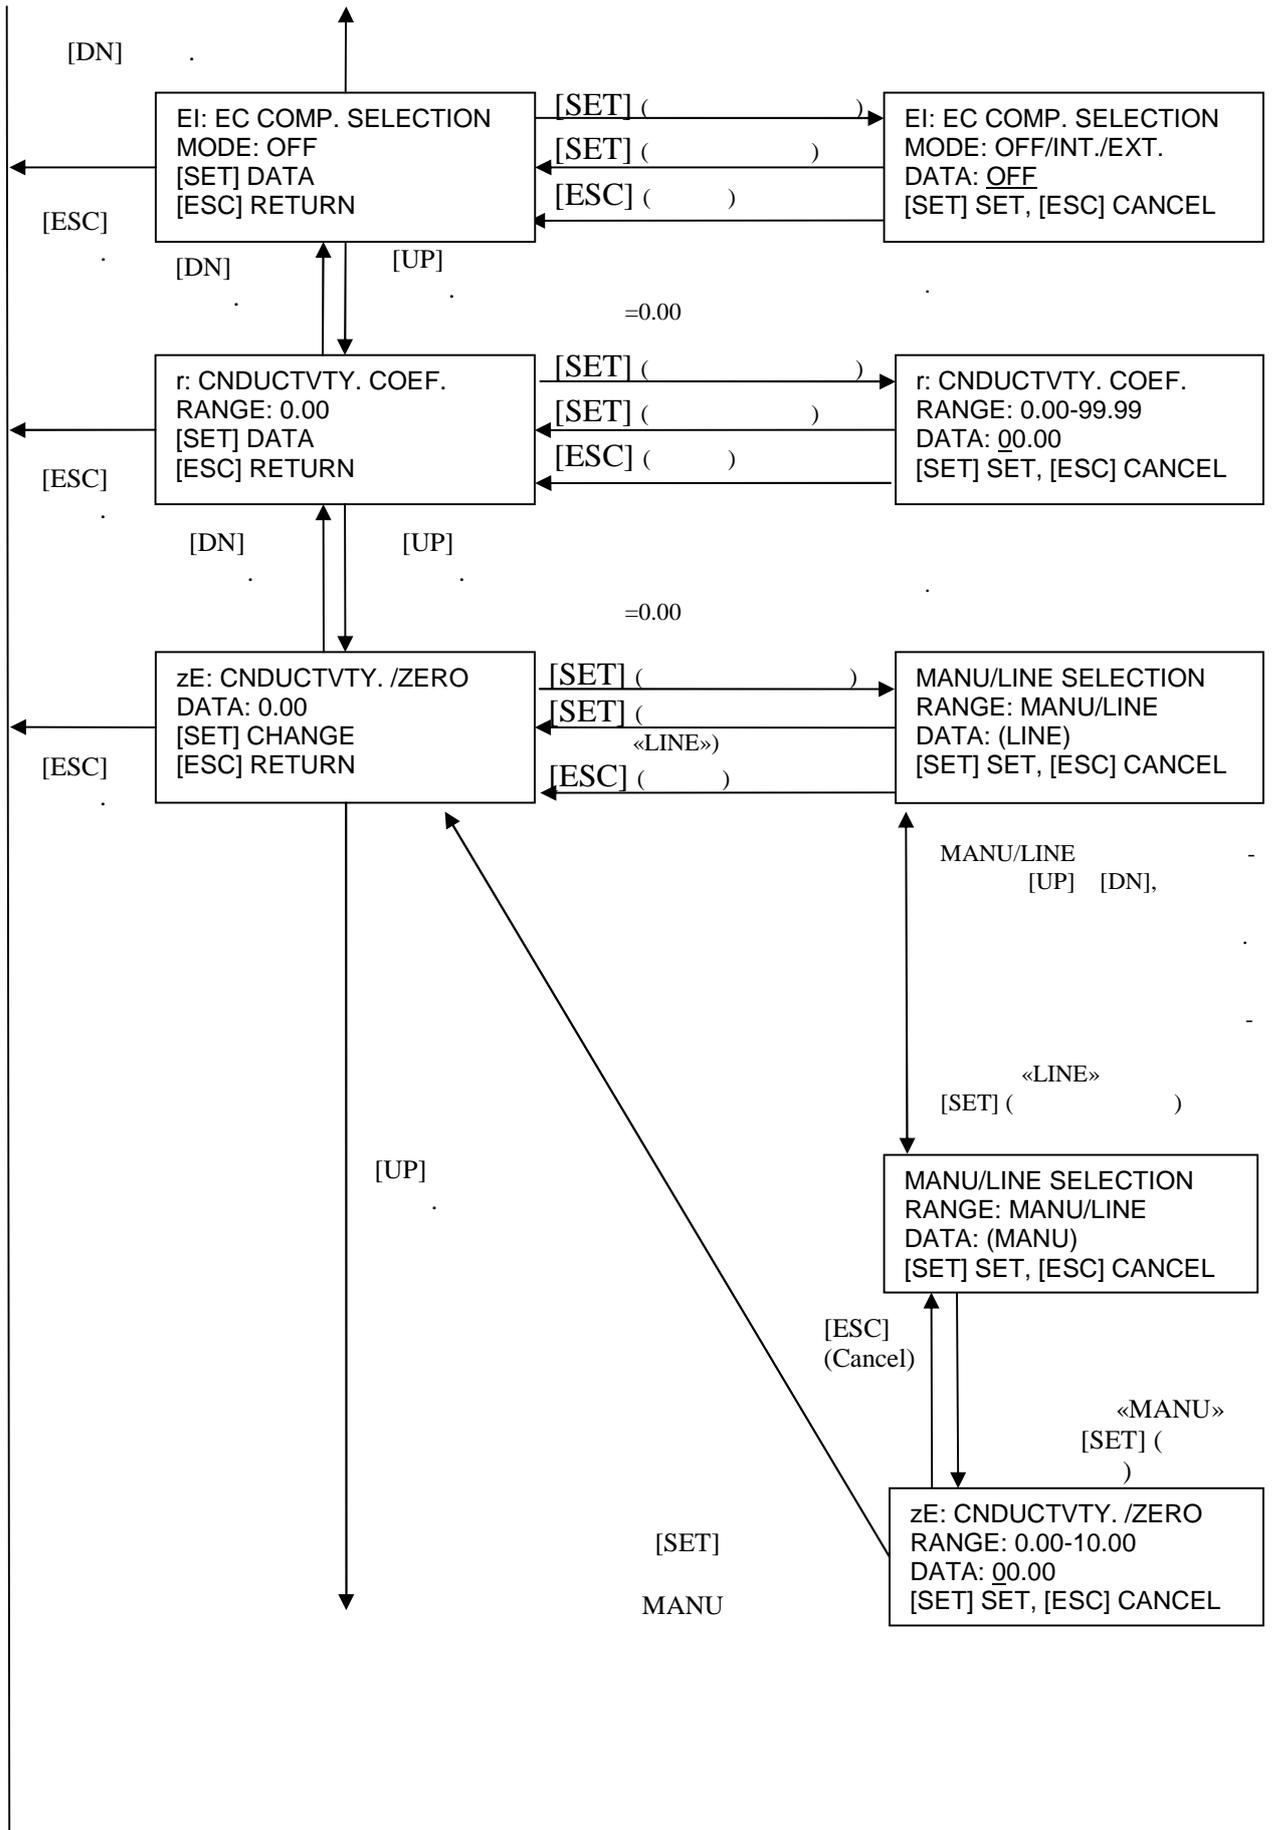 [DN] .
EI: EC COMP. SELECTION
MODE: OFF
[SET] DATA
[ESC] RETURN
[SET] ( )
[SET] ( )
[ESC] ( )
EI: EC COMP. SELECTION
MODE: OFF/INT./EXT.
DATA: OFF
[SET] SET, [ESC] CANCEL
[ESC]
.
[DN]
.
[UP]
.
.
=0.00
r: CNDUCTVTY. COEF.
RANGE: 0.00
[SET] DATA
[ESC] RETURN
[SET] ( )
[SET] ( )
[ESC] ( )
r: CNDUCTVTY. COEF.
RANGE: 0.00-99.99
DATA: 00.00
[SET] SET, [ESC] CANCEL
[ESC]
.
[DN]
.
[UP]
.
.
=0.00
zE: CNDUCTVTY. /ZERO
DATA: 0.00
[SET] CHANGE
[ESC] RETURN
[SET] ( )
[SET] (
«LINE»)
[ESC] ( )
MANU/LINE SELECTION
RANGE: MANU/LINE
DATA: (LINE)
[SET] SET, [ESC] CANCEL
[ESC]
.
MANU/LINE -
[UP] [DN],
.
-
«LINE»
[SET] ( )
[UP]
.
MANU/LINE SELECTION
RANGE: MANU/LINE
DATA: (MANU)
[SET] SET, [ESC] CANCEL
[ESC]
(Cancel)
«MANU»
[SET] (
)
zE: CNDUCTVTY. /ZERO
RANGE: 0.00-10.00
DATA: 00.00
[SET] SET, [ESC] CANCEL
[SET]
MANU